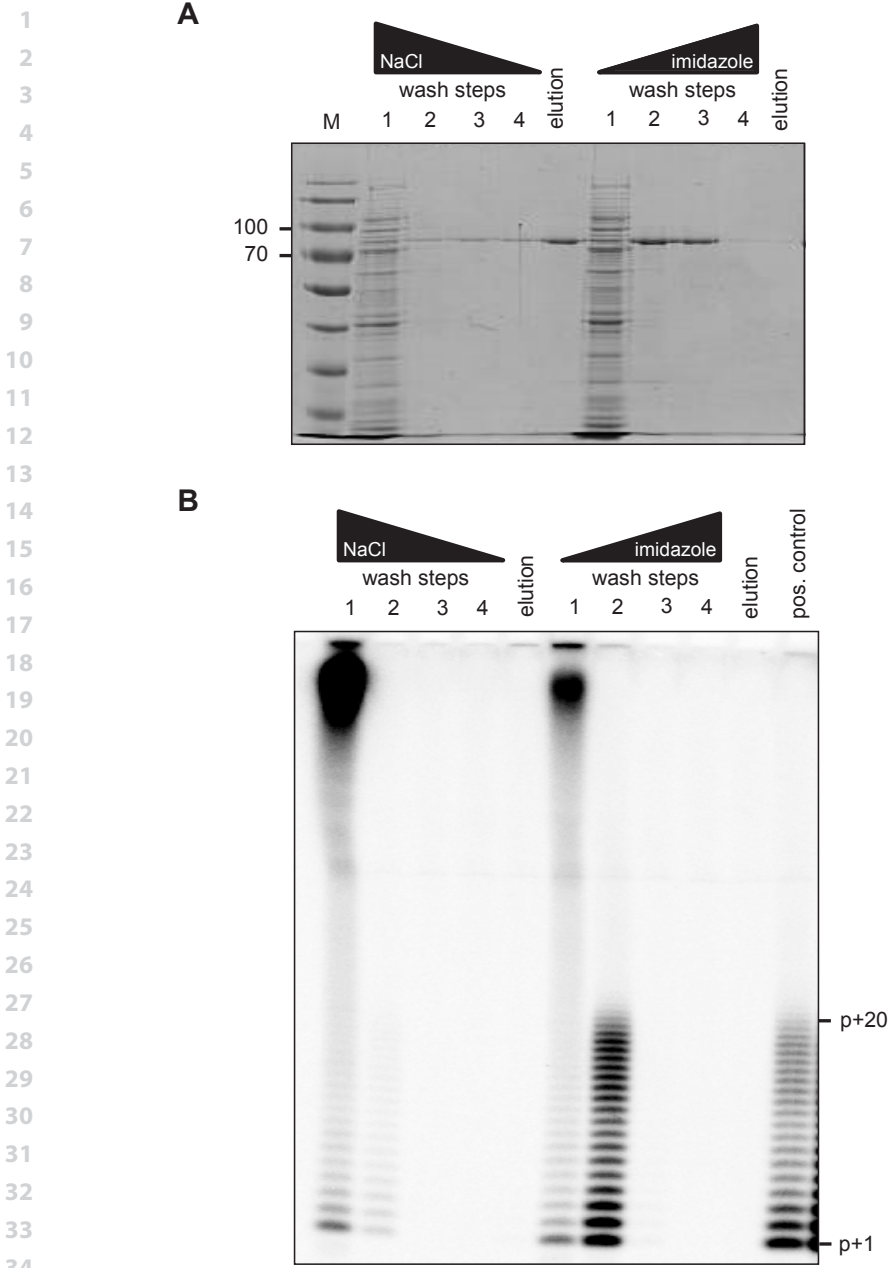 1
2
3
4
5
6
7
8
9
10
11
12
13
14
15
16
17
18
19
20
21
22
23
24
25
26
27
28
29
30
31
32
33
34
A
NaCl
imidazole
wash steps
elution
wash steps
elution
M 1 2 3 4 1 2 3 4
100
70
B
NaCl
imidazole
pos. control
wash steps
elution
wash steps
elution
1 2 3 4 1 2 3 4
p+20
p+1